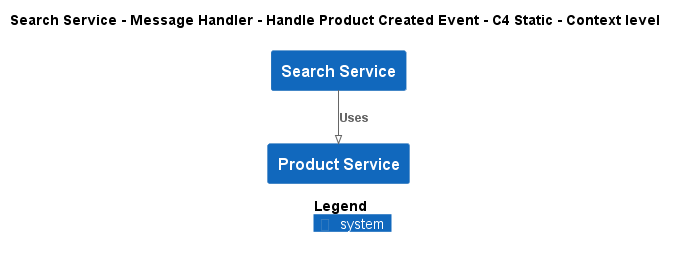 Search Service - Message Handler - Handle Product Created Event - C4 Static - Context level
Search Service
Uses
Product Service
Legend
system